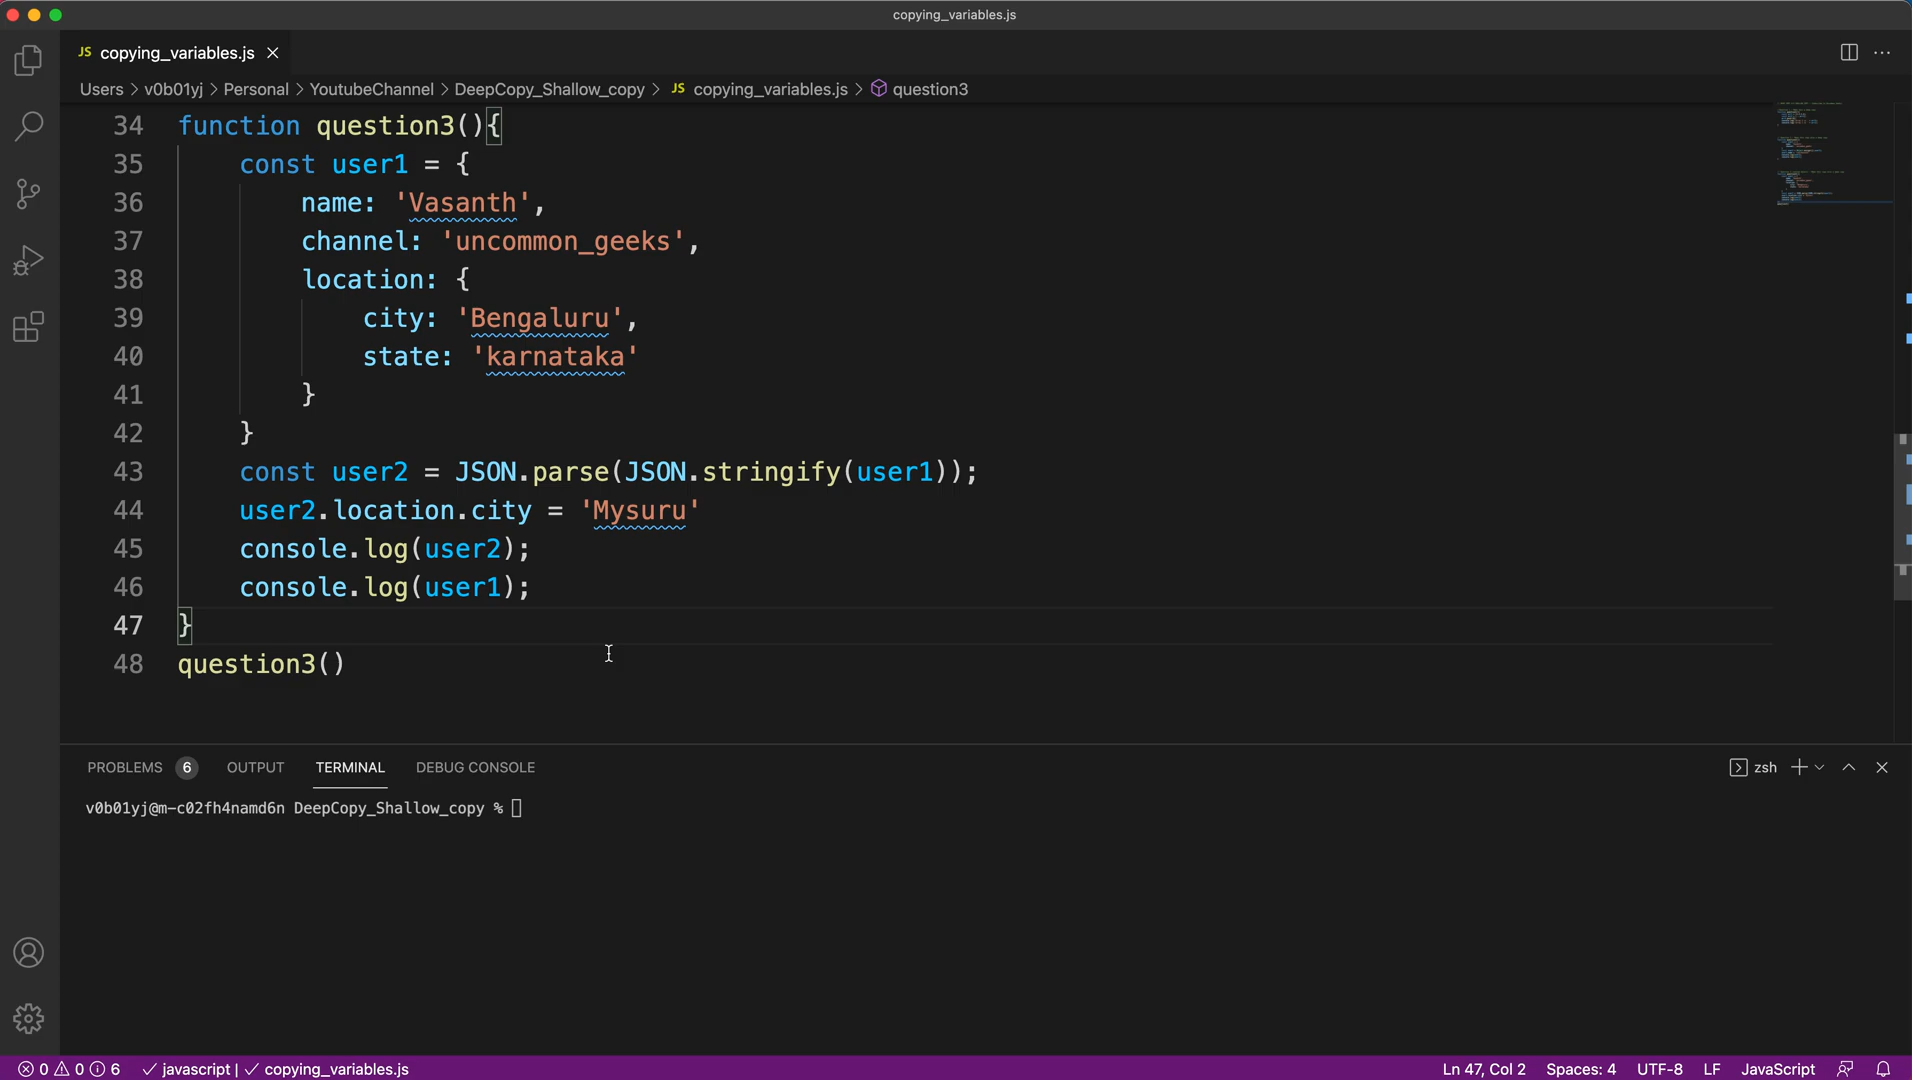 copying_variables.js
JS copying_variables.js
Users > v0b01yj > Personal > YoutubeChannel > DeepCopy_Shallow_copy > JS copying_variables.js > question3
34 function question3(){
35 const user1 = {
36 name: 'Vasanth',
37 channel: 'uncommon_geeks',
38 location: {
39 city: 'Bengaluru',
40 state: 'karnataka'
41 }
42 }
43 const user2 = JSON.parse(JSON.stringify(user1));
44 user2.location.city = 'Mysuru'
45 console.log(user2);
46 console.log(user1);
47 }
48 question3()
PROBLEMS 6 OUTPUT TERMINAL DEBUG CONSOLE zsh
v0b01yj@m-c02fh4namd6n DeepCopy_Shallow_copy %
0 0 6 javascript | copying_variables.js Ln 47, Col 2 Spaces: 4 UTF-8 LF JavaScript